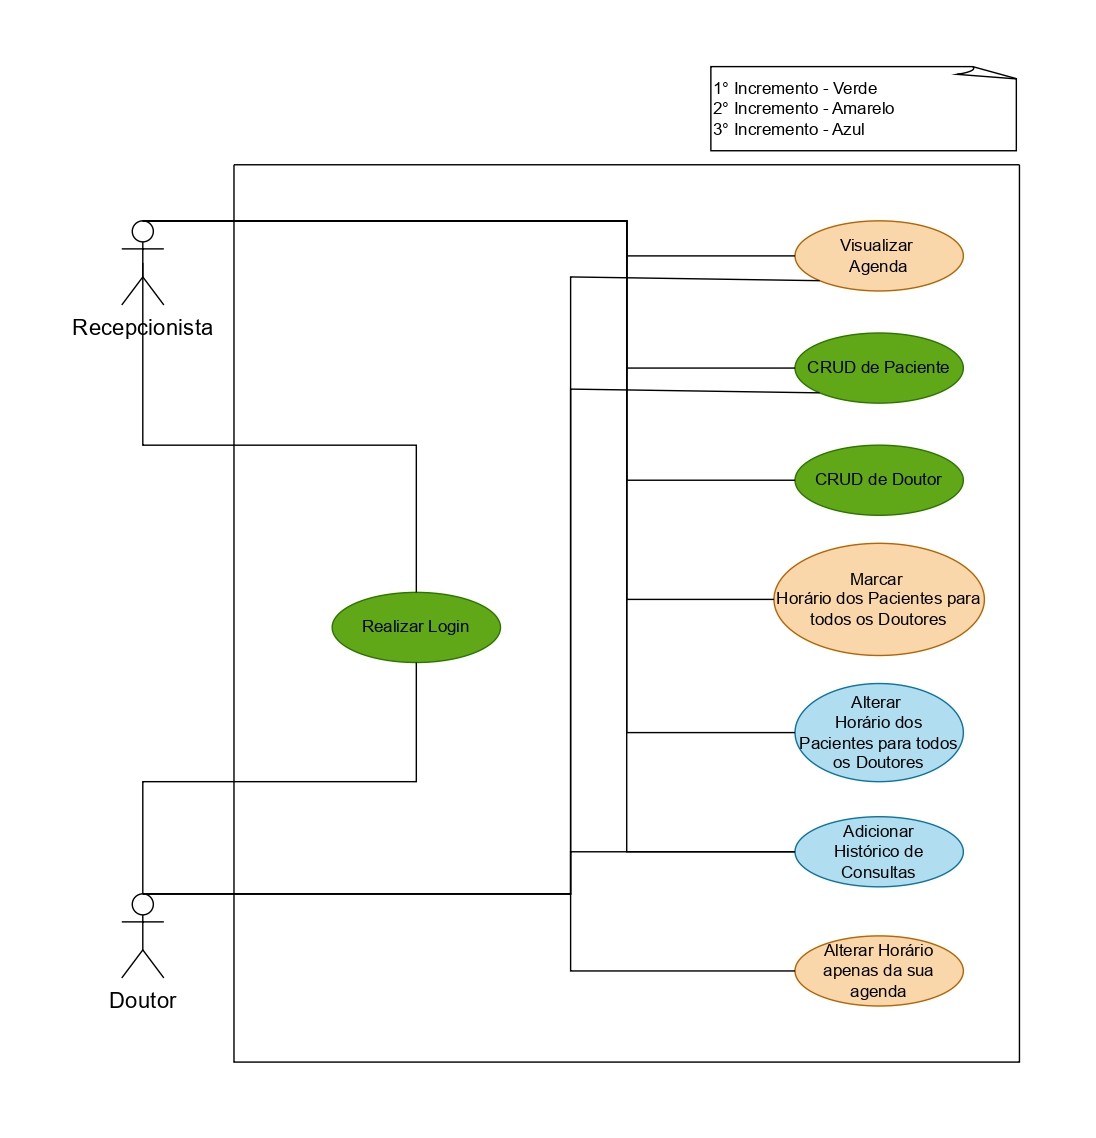 1° Incremento - Verde
2° Incremento - Amarelo
3° Incremento - Azul
Recepcionista
Visualizar
Agenda
CRUD de Paciente
CRUD de Doutor
Marcar
Horário dos Pacientes para
todos os Doutores
Realizar Login
Alterar
Horário dos
Pacientes para todos
os Doutores
Adicionar
Histórico de
Consultas
Doutor
Alterar Horário
apenas da sua
agenda